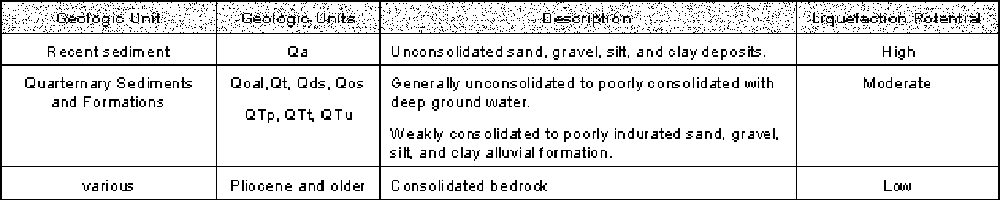 Geologic Unit Geologic Units Description Liquefaction Potential
Recent sediment Qa Unconsolidated sand, gravel, silt, and clay deposits. High
Quarternary Sediments and Formations Qoal,Qt, Qds, Qos
QTp, QTt, QTu Generally unconsolidated to poorly consolidated with
deep ground water.
Weakly consolidated to poorly indurated sand, gravel,
silt, and clay alluvial formation. Moderate
various Pliocene and older Consolidated bedrock Low